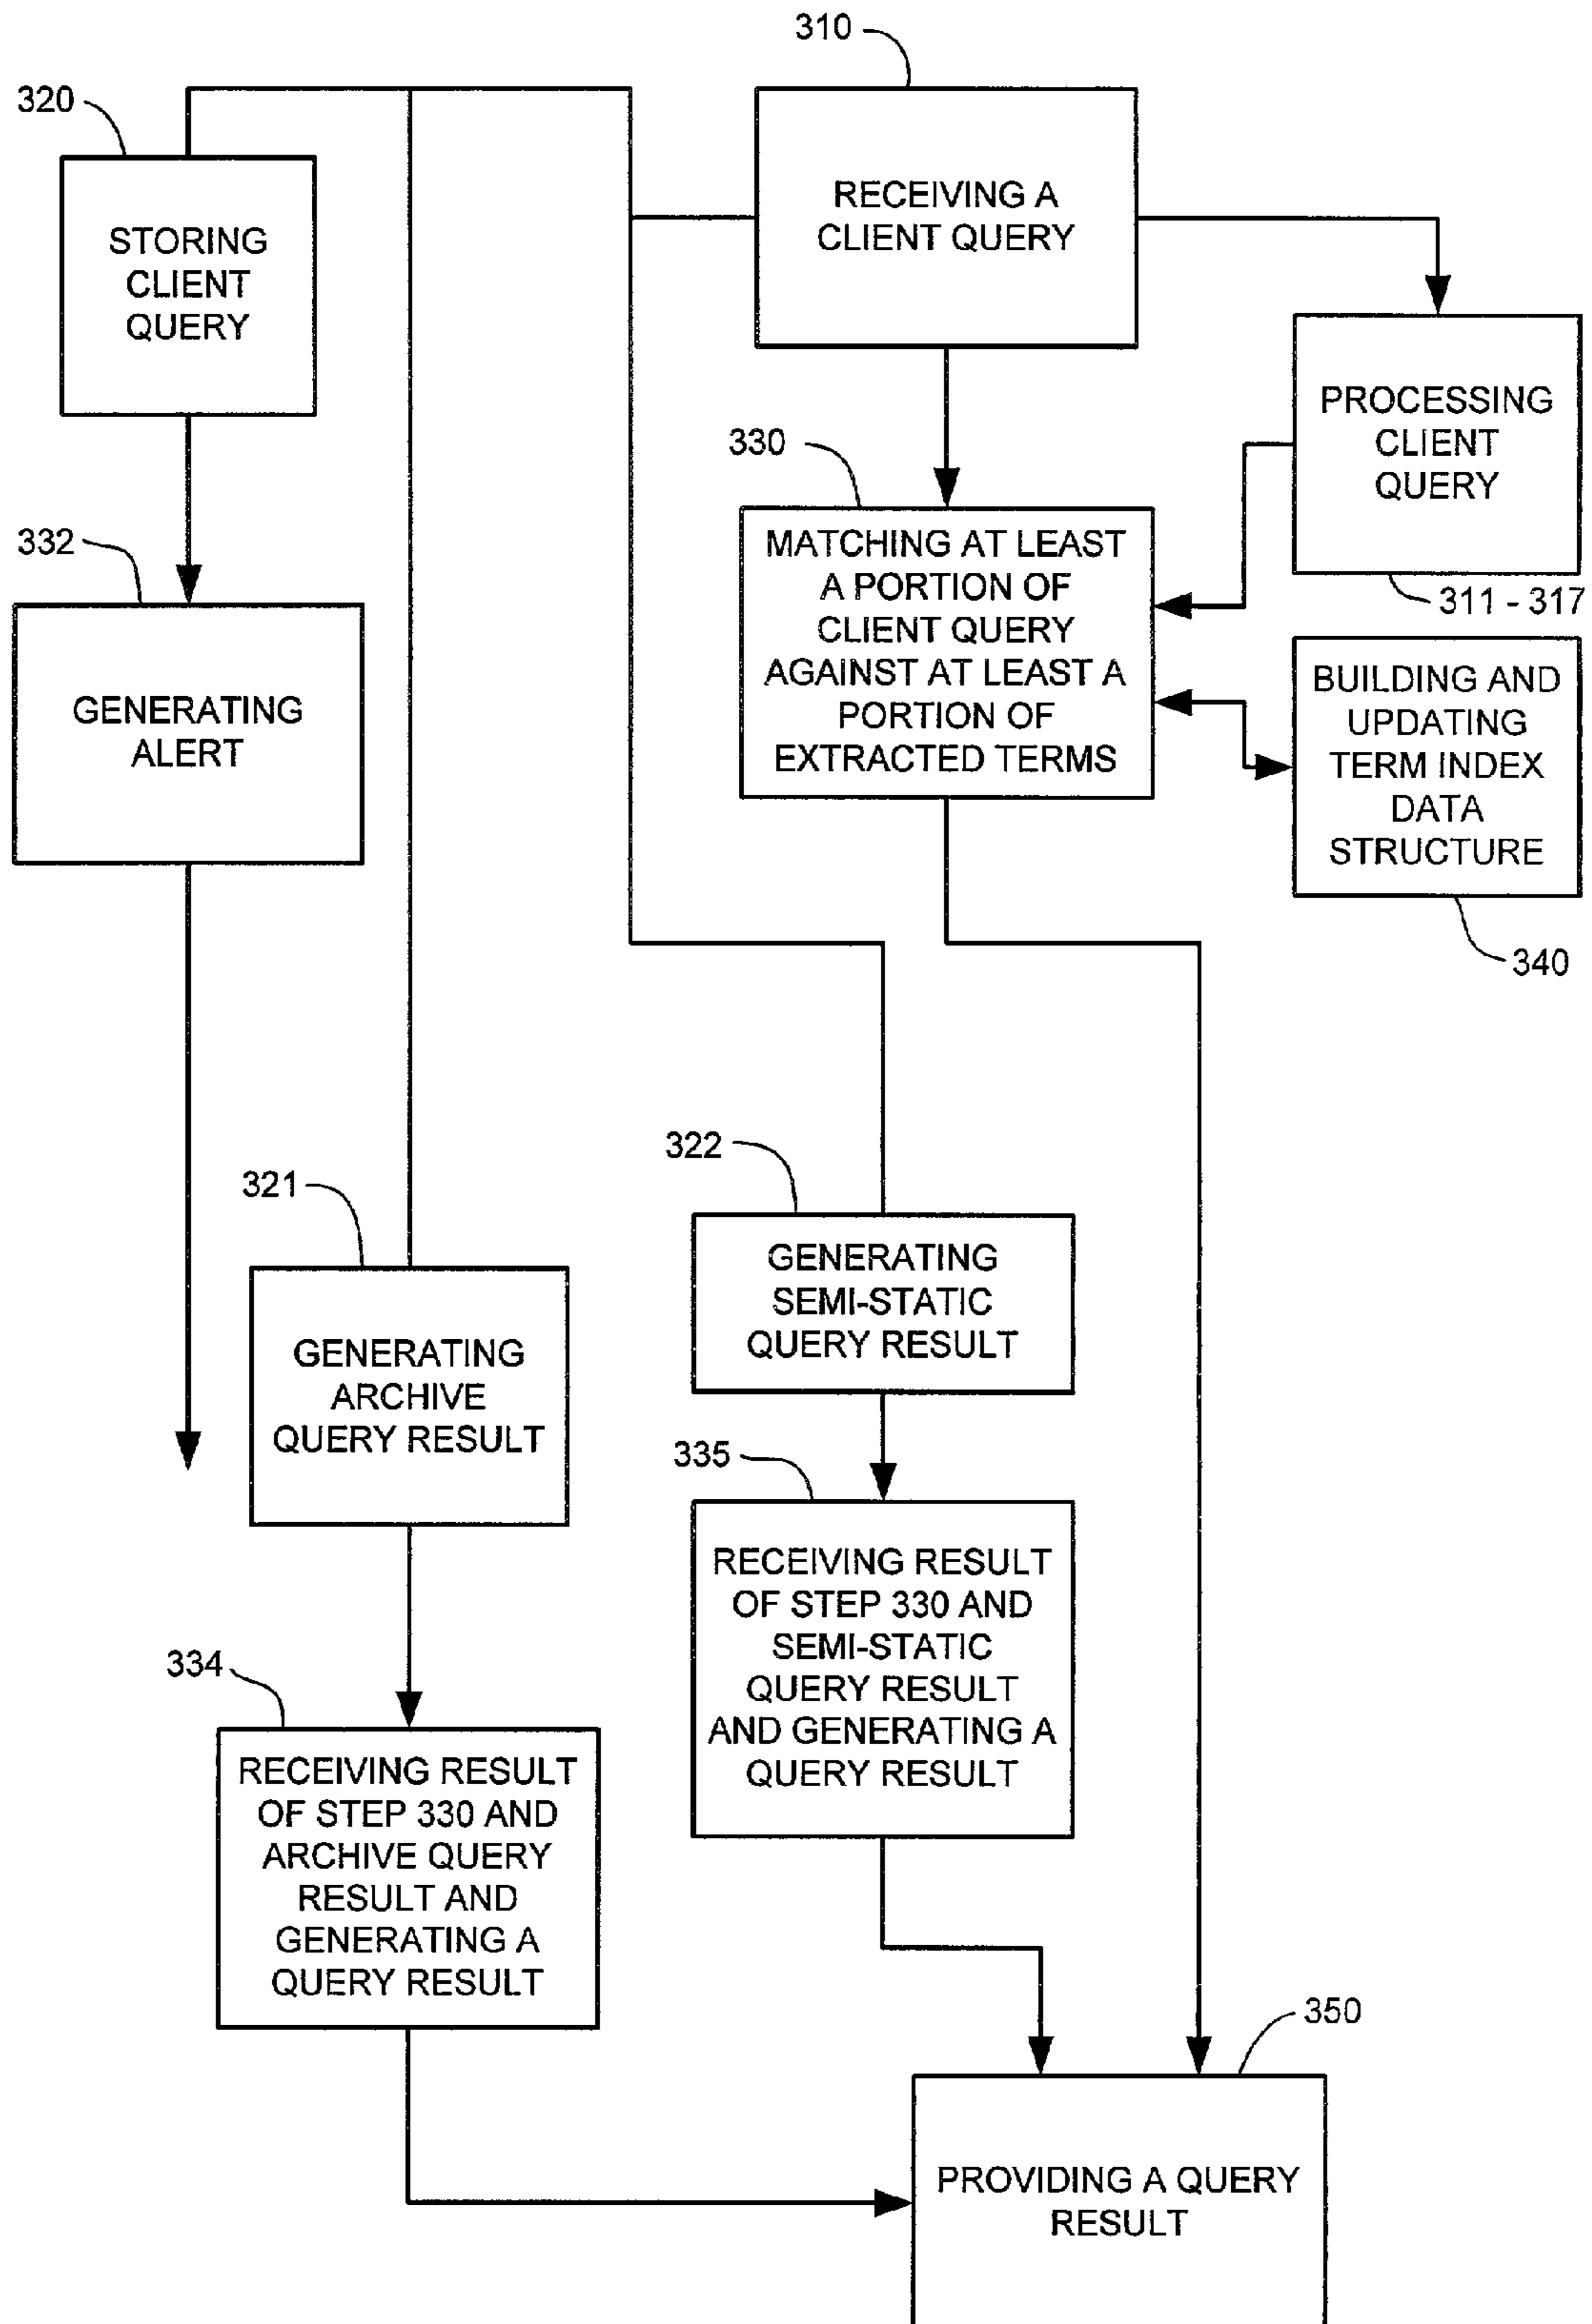 310
320
RECEIVING A
CLIENT QUERY
STORING
CLIENT
QUERY
PROCESSING
CLIENT
QUERY
311 - 317
330
MATCHING AT LEAST
A PORTION OF
CLIENT QUERY
AGAINST AT LEAST A
PORTION OF
EXTRACTED TERMS
332
GENERATING
ALERT
BUILDING AND
UPDATING
TERM INDEX
DATA
STRUCTURE
340
322
GENERATING
SEMI-STATIC
QUERY RESULT
321
GENERATING
ARCHIVE
QUERY RESULT
335
RECEIVING RESULT
OF STEP 330 AND
SEMI-STATIC
QUERY RESULT
AND GENERATING A
QUERY RESULT
334
RECEIVING RESULT
OF STEP 330 AND
ARCHIVE QUERY
RESULT AND
GENERATING A
QUERY RESULT
350
PROVIDING A QUERY
RESULT